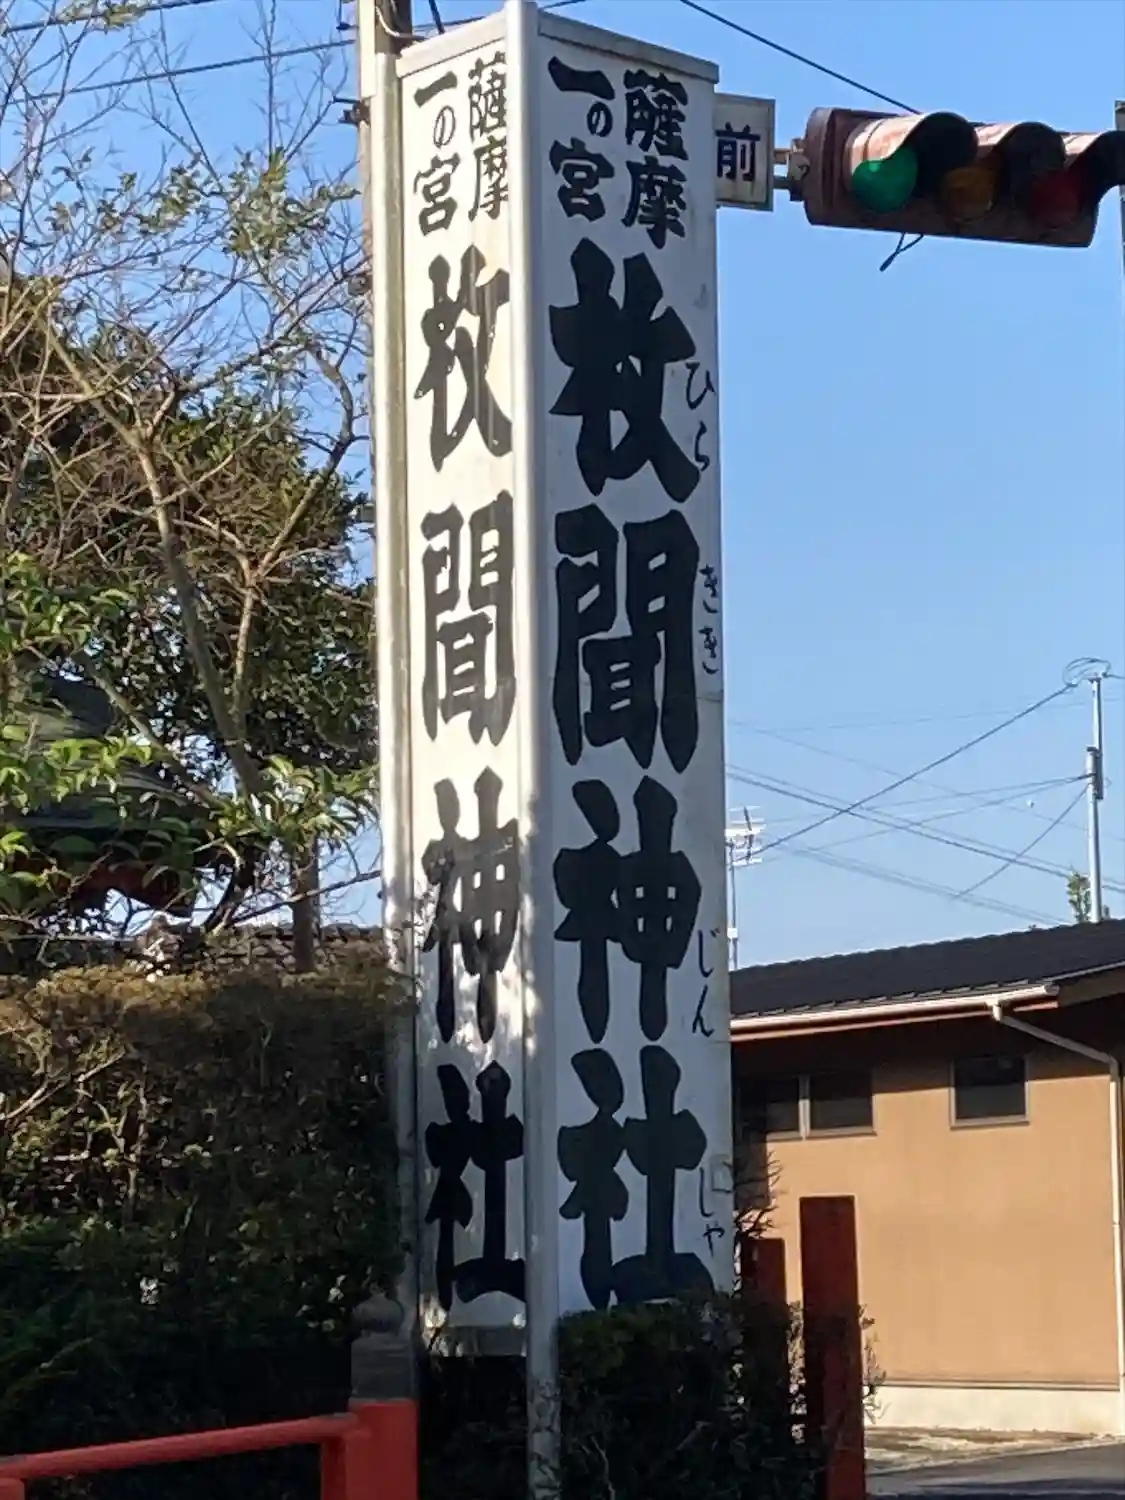 薩摩
一の宮
枚聞神社
薩摩
一の宮
枚聞神社
ひらききじんじゃ
前